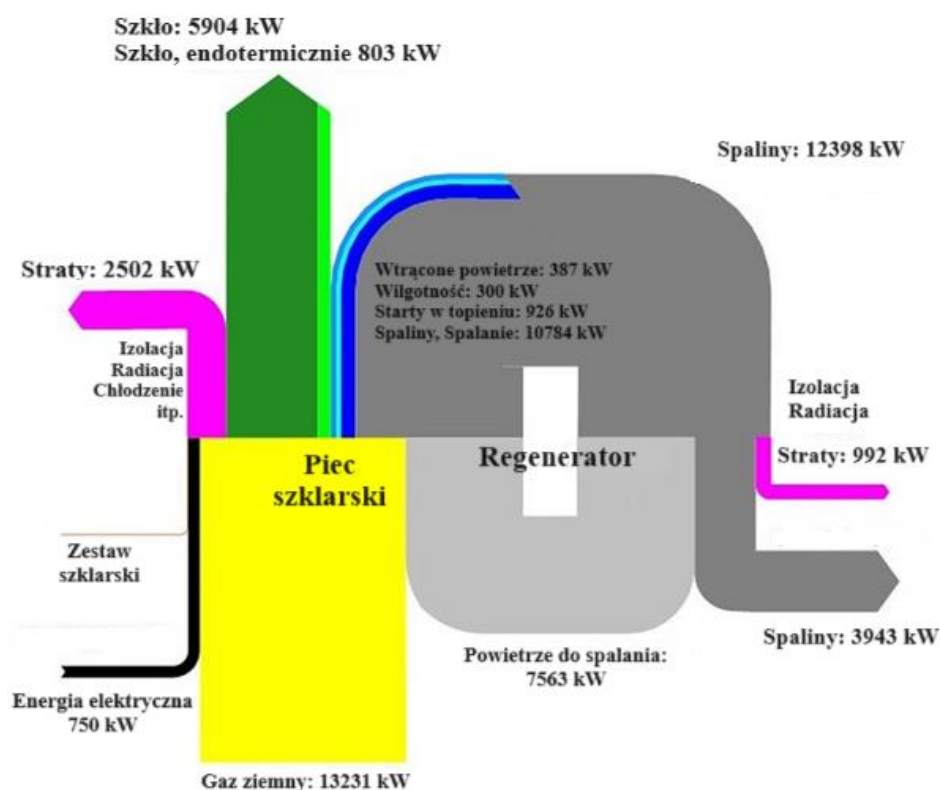 Szkło: 5904 kW
Szkło, endotermicznie 803 kW
Spaliny: 12398 kW
Straty: 2502 kW
Wtrącone powietrze: 387 kW
Wilgotność: 300 kW
Starty w topieniu: 926 kW
Spaliny, Spalanie: 10784 kW
Izolacja
Radiacja
Chłodzenie
itp.
Izolacja
Radiacja
Piec
szklarski
Regenerator
Straty: 992 kW
Zestaw
szklarski
Spaliny: 3943 kW
Powietrze do spalania:
7563 kW
Energia elektryczna
750 kW
Gaz ziemny: 13231 kW